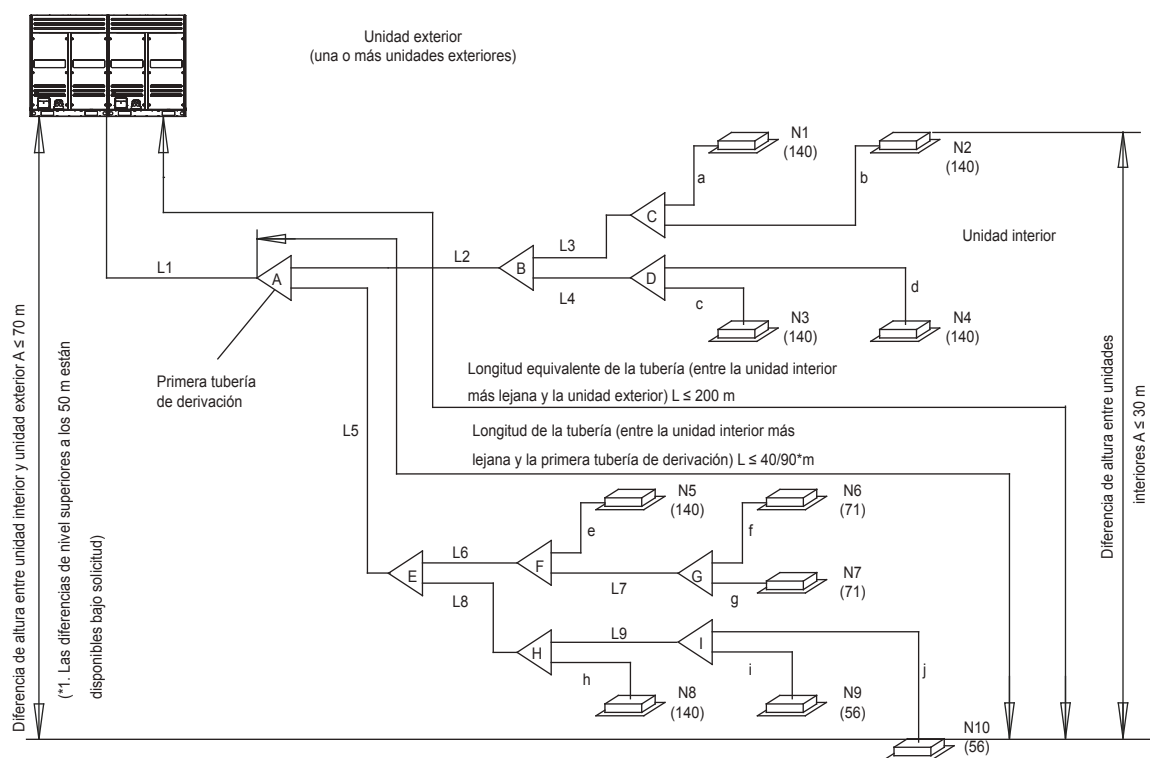 Unidad exterior
(una o más unidades exteriores)
N1
(140)
N2
(140)
a
b
C
Unidad interior
L3
L2
L1
B
A
L4
D
d
c
N3
(140)
N4
(140)
Primera tubería
de derivación
Longitud equivalente de la tubería (entre la unidad interior
más lejana y la unidad exterior) L ≤ 200 m
L5
Longitud de la tubería (entre la unidad interior más
lejana y la primera tubería de derivación) L ≤ 40/90*m
N5
(140)
N6
(71)
e
f
L6
F
E
G
L7
L8
g
N7
(71)
L9
H
I
h
i
j
N8
(140)
N9
(56)
N10
(56)
Diferencia de altura entre unidad interior y unidad exterior A ≤ 70 m
(*1. Las diferencias de nivel superiores a los 50 m están
disponibles bajo solicitud)
Diferencia de altura entre unidades
interiores A ≤ 30 m